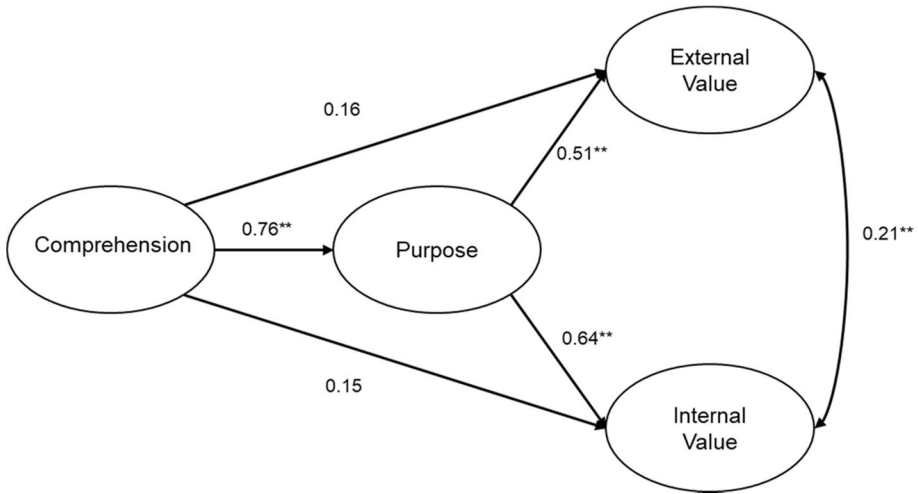 External
Value
0.16
0.51**
Comprehension
0.76**
Purpose
0.21**
0.64**
0.15
Internal
Value